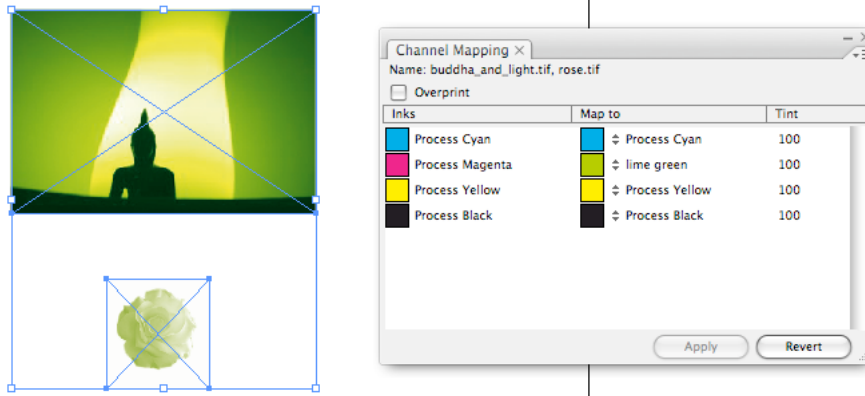 Channel Mapping ×
Name: buddha_and_light.tif, rose.tif
Overprint
Inks Map to Tint
Process Cyan Process Cyan 100
Process Magenta lime green 100
Process Yellow Process Yellow 100
Process Black Process Black 100
Apply Revert